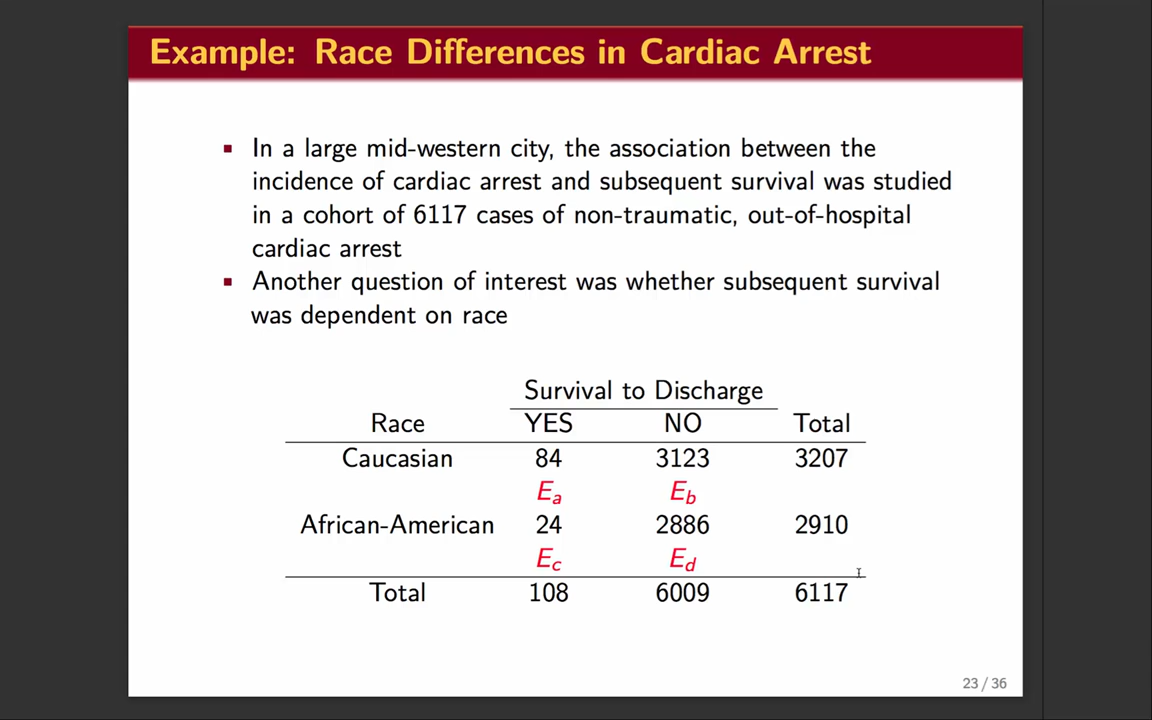 Example: Race Differences in Cardiac Arrest
In a large mid-western city, the association between the
incidence of cardiac arrest and subsequent survival was studied
in a cohort of 6117 cases of non-traumatic, out-of-hospital
cardiac arrest
Another question of interest was whether subsequent survival
was dependent on race
Survival to Discharge
Race YES NO Total
Caucasian 84 3123 3207
Ea Eb
African-American 24 2886 2910
Ec Ed
Total 108 6009 6117
23 / 36